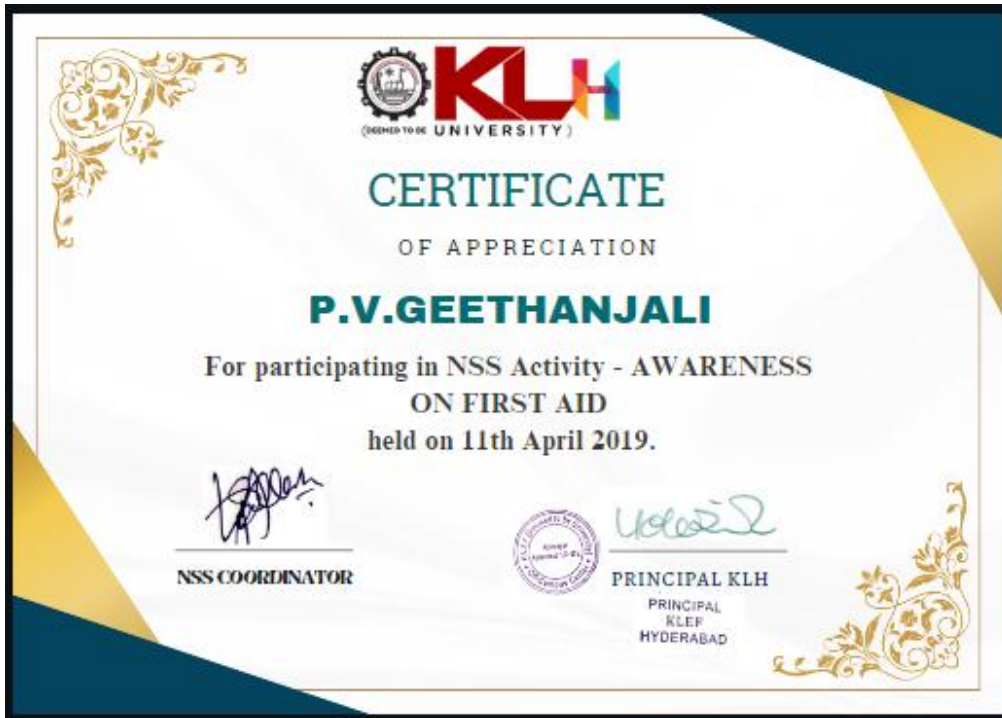 KLH
(DEEMED TO BE UNIVERSITY)
CERTIFICATE
OF APPRECIATION
P.V.GEETHANJALI
For participating in NSS Activity - AWARENESS
ON FIRST AID
held on 11th April 2019.
NSS COORDINATOR
PRINCIPAL KLH
PRINCIPAL
KLEF
HYDERABAD